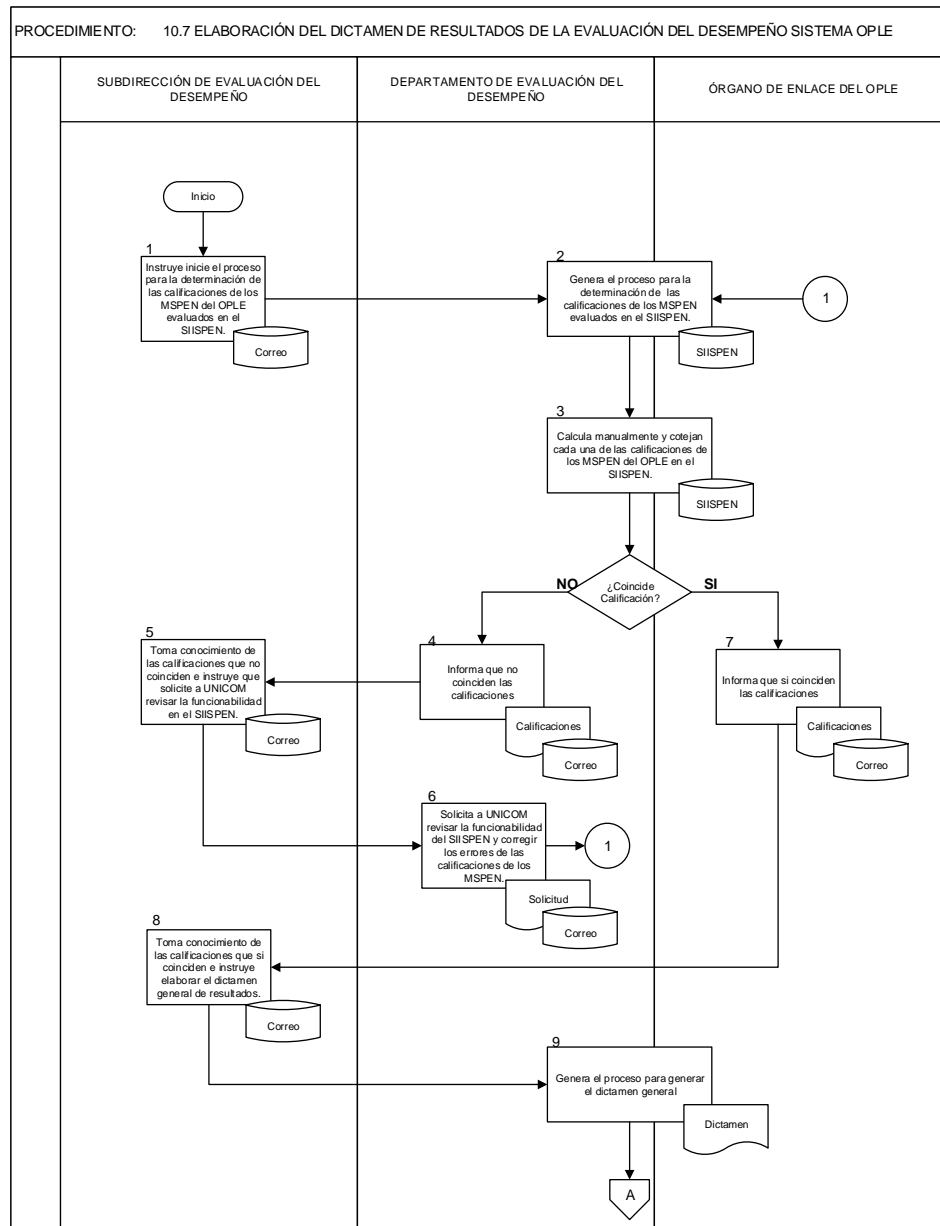 PROCEDIMIENTO: 10.7 ELABORACIÓN DEL DICTAMEN DE RESULTADOS DE LA EVALUACIÓN DEL DESEMPEÑO SISTEMA OPLE
SUBDIRECCIÓN DE EVALUACIÓN DEL
DESEMPEÑO
DEPARTAMENTO DE EVALUACIÓN DEL
DESEMPEÑO
ÓRGANO DE ENLACE DEL OPLE
Inicio
1
Instruye inicie el proceso
para la determinación de
las calificaciones de los
MSPEN del OPLE
evaluados en el
SIISPEN.
Correo
2
Genera el proceso para la
determinación de las
calificaciones de los MSPEN
evaluados en el SIISPEN.
SIISPEN
1
3
Calcula manualmente y cotejan
cada una de las calificaciones de
los MSPEN del OPLE en el
SIISPEN.
SIISPEN
¿Coincide
Calificación?
NO
SI
4
Informa que no
coinciden las
calificaciones
Calificaciones
Correo
5
Toma conocimiento de
las calificaciones que no
coinciden e instruye que
solicite a UNICOM
revisar la funcionabilidad
en el SIISPEN.
Correo
7
Informa que si coinciden
las calificaciones
Calificaciones
Correo
6
Solicita a UNICOM
revisar la funcionabilidad
del SIISPEN y corregir
los errores de las
calificaciones de los
MSPEN.
Solicitud
Correo
1
8
Toma conocimiento de
las calificaciones que si
coinciden e instruye
elaborar el dictamen
general de resultados.
Correo
9
Genera el proceso para generar
el dictamen general
Dictamen
A